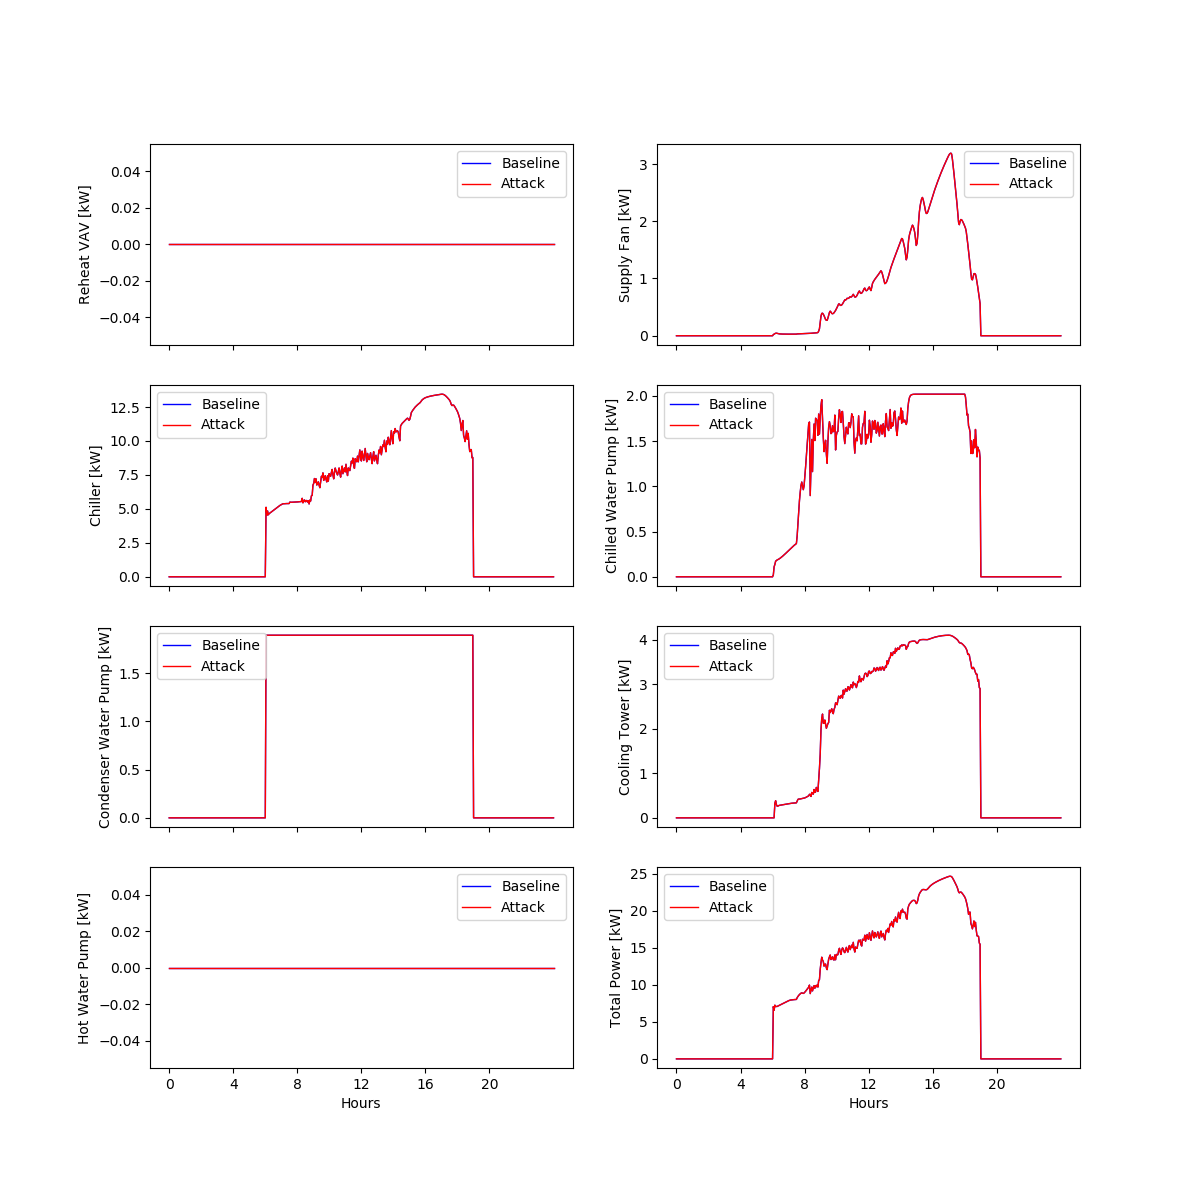 Reheat VAV [kW]
0.04
0.02
0.00
−0.02
−0.04
Baseline
Attack
Supply Fan [kW]
3
2
1
0
Baseline
Attack
Chiller [kW]
12.5
10.0
7.5
5.0
2.5
0.0
Baseline
Attack
Chilled Water Pump [kW]
2.0
1.5
1.0
0.5
0.0
Baseline
Attack
Condenser Water Pump [kW]
1.5
1.0
0.5
0.0
Baseline
Attack
Cooling Tower [kW]
4
3
2
1
0
Baseline
Attack
Hot Water Pump [kW]
0.04
0.02
0.00
−0.02
−0.04
Baseline
Attack
0 4 8 12 16 20
Hours
Total Power [kW]
25
20
15
10
5
0
Baseline
Attack
0 4 8 12 16 20
Hours